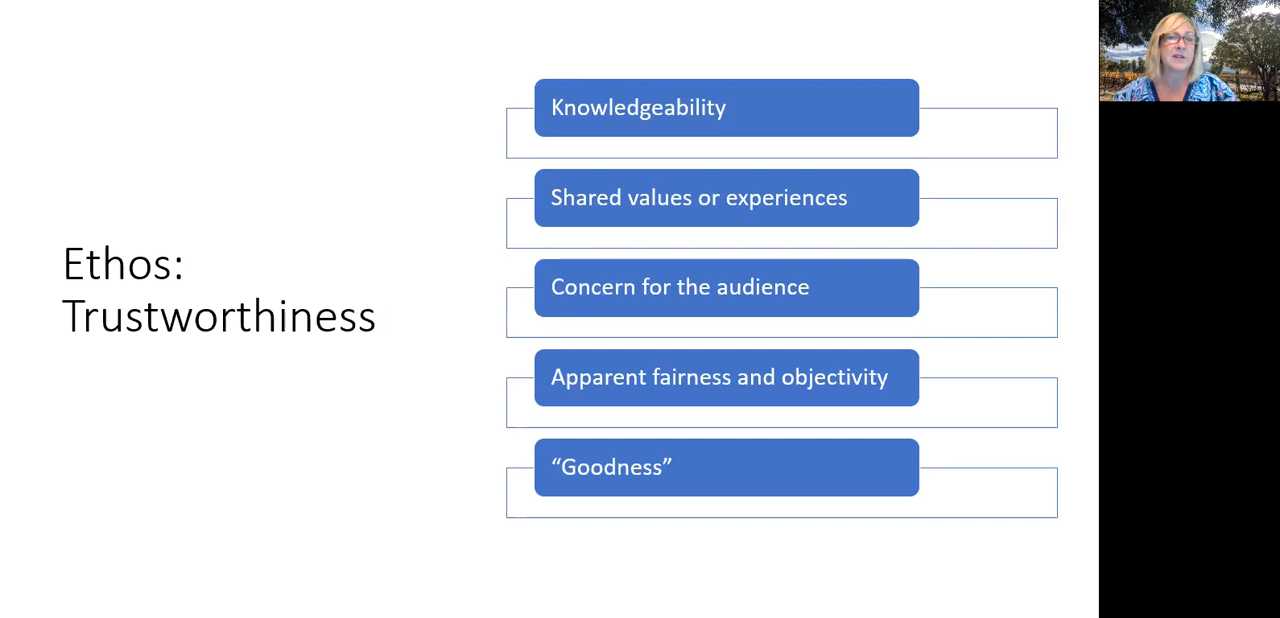 Ethos:
Trustworthiness
Knowledgeability
Shared values or experiences
Concern for the audience
Apparent fairness and objectivity
“Goodness”